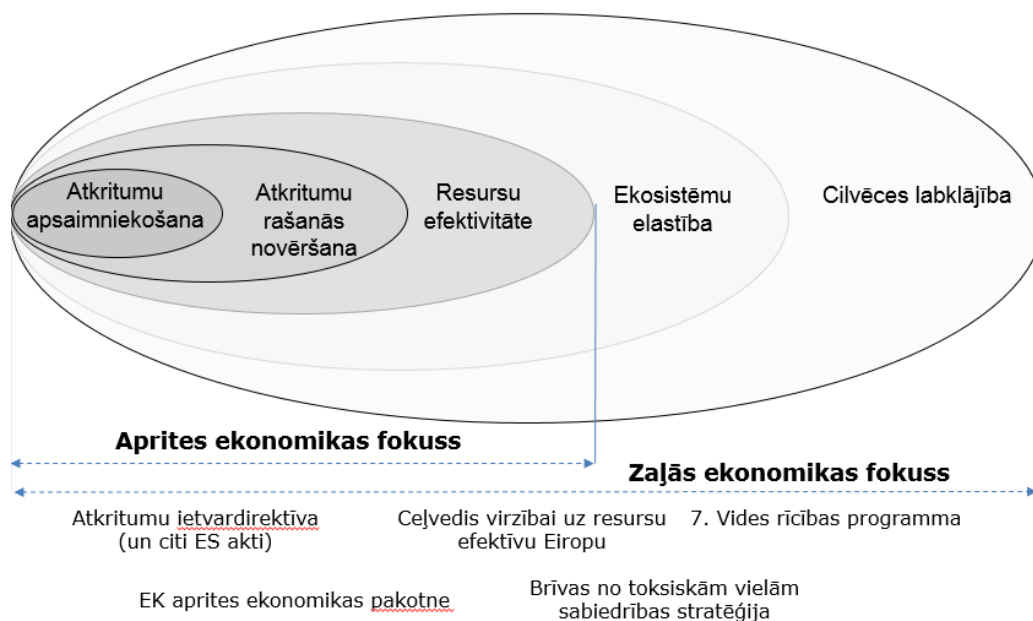 Atkritumu
apsaimniekošana
Atkritumu
rašanās
novēršana
Resursu
efektivitāte
Ekosistēmu
elastība
Cilvēces labklājība
Aprites ekonomikas fokuss
Zaļās ekonomikas fokuss
Atkritumu ietvardirektīva
(un citi ES akti)
Ceļvedis virzībai uz resursu
efektīvu Eiropu
7. Vides rīcības programma
EK aprites ekonomikas pakotne
Brīvas no toksiskām vielām
sabiedrības stratēģija